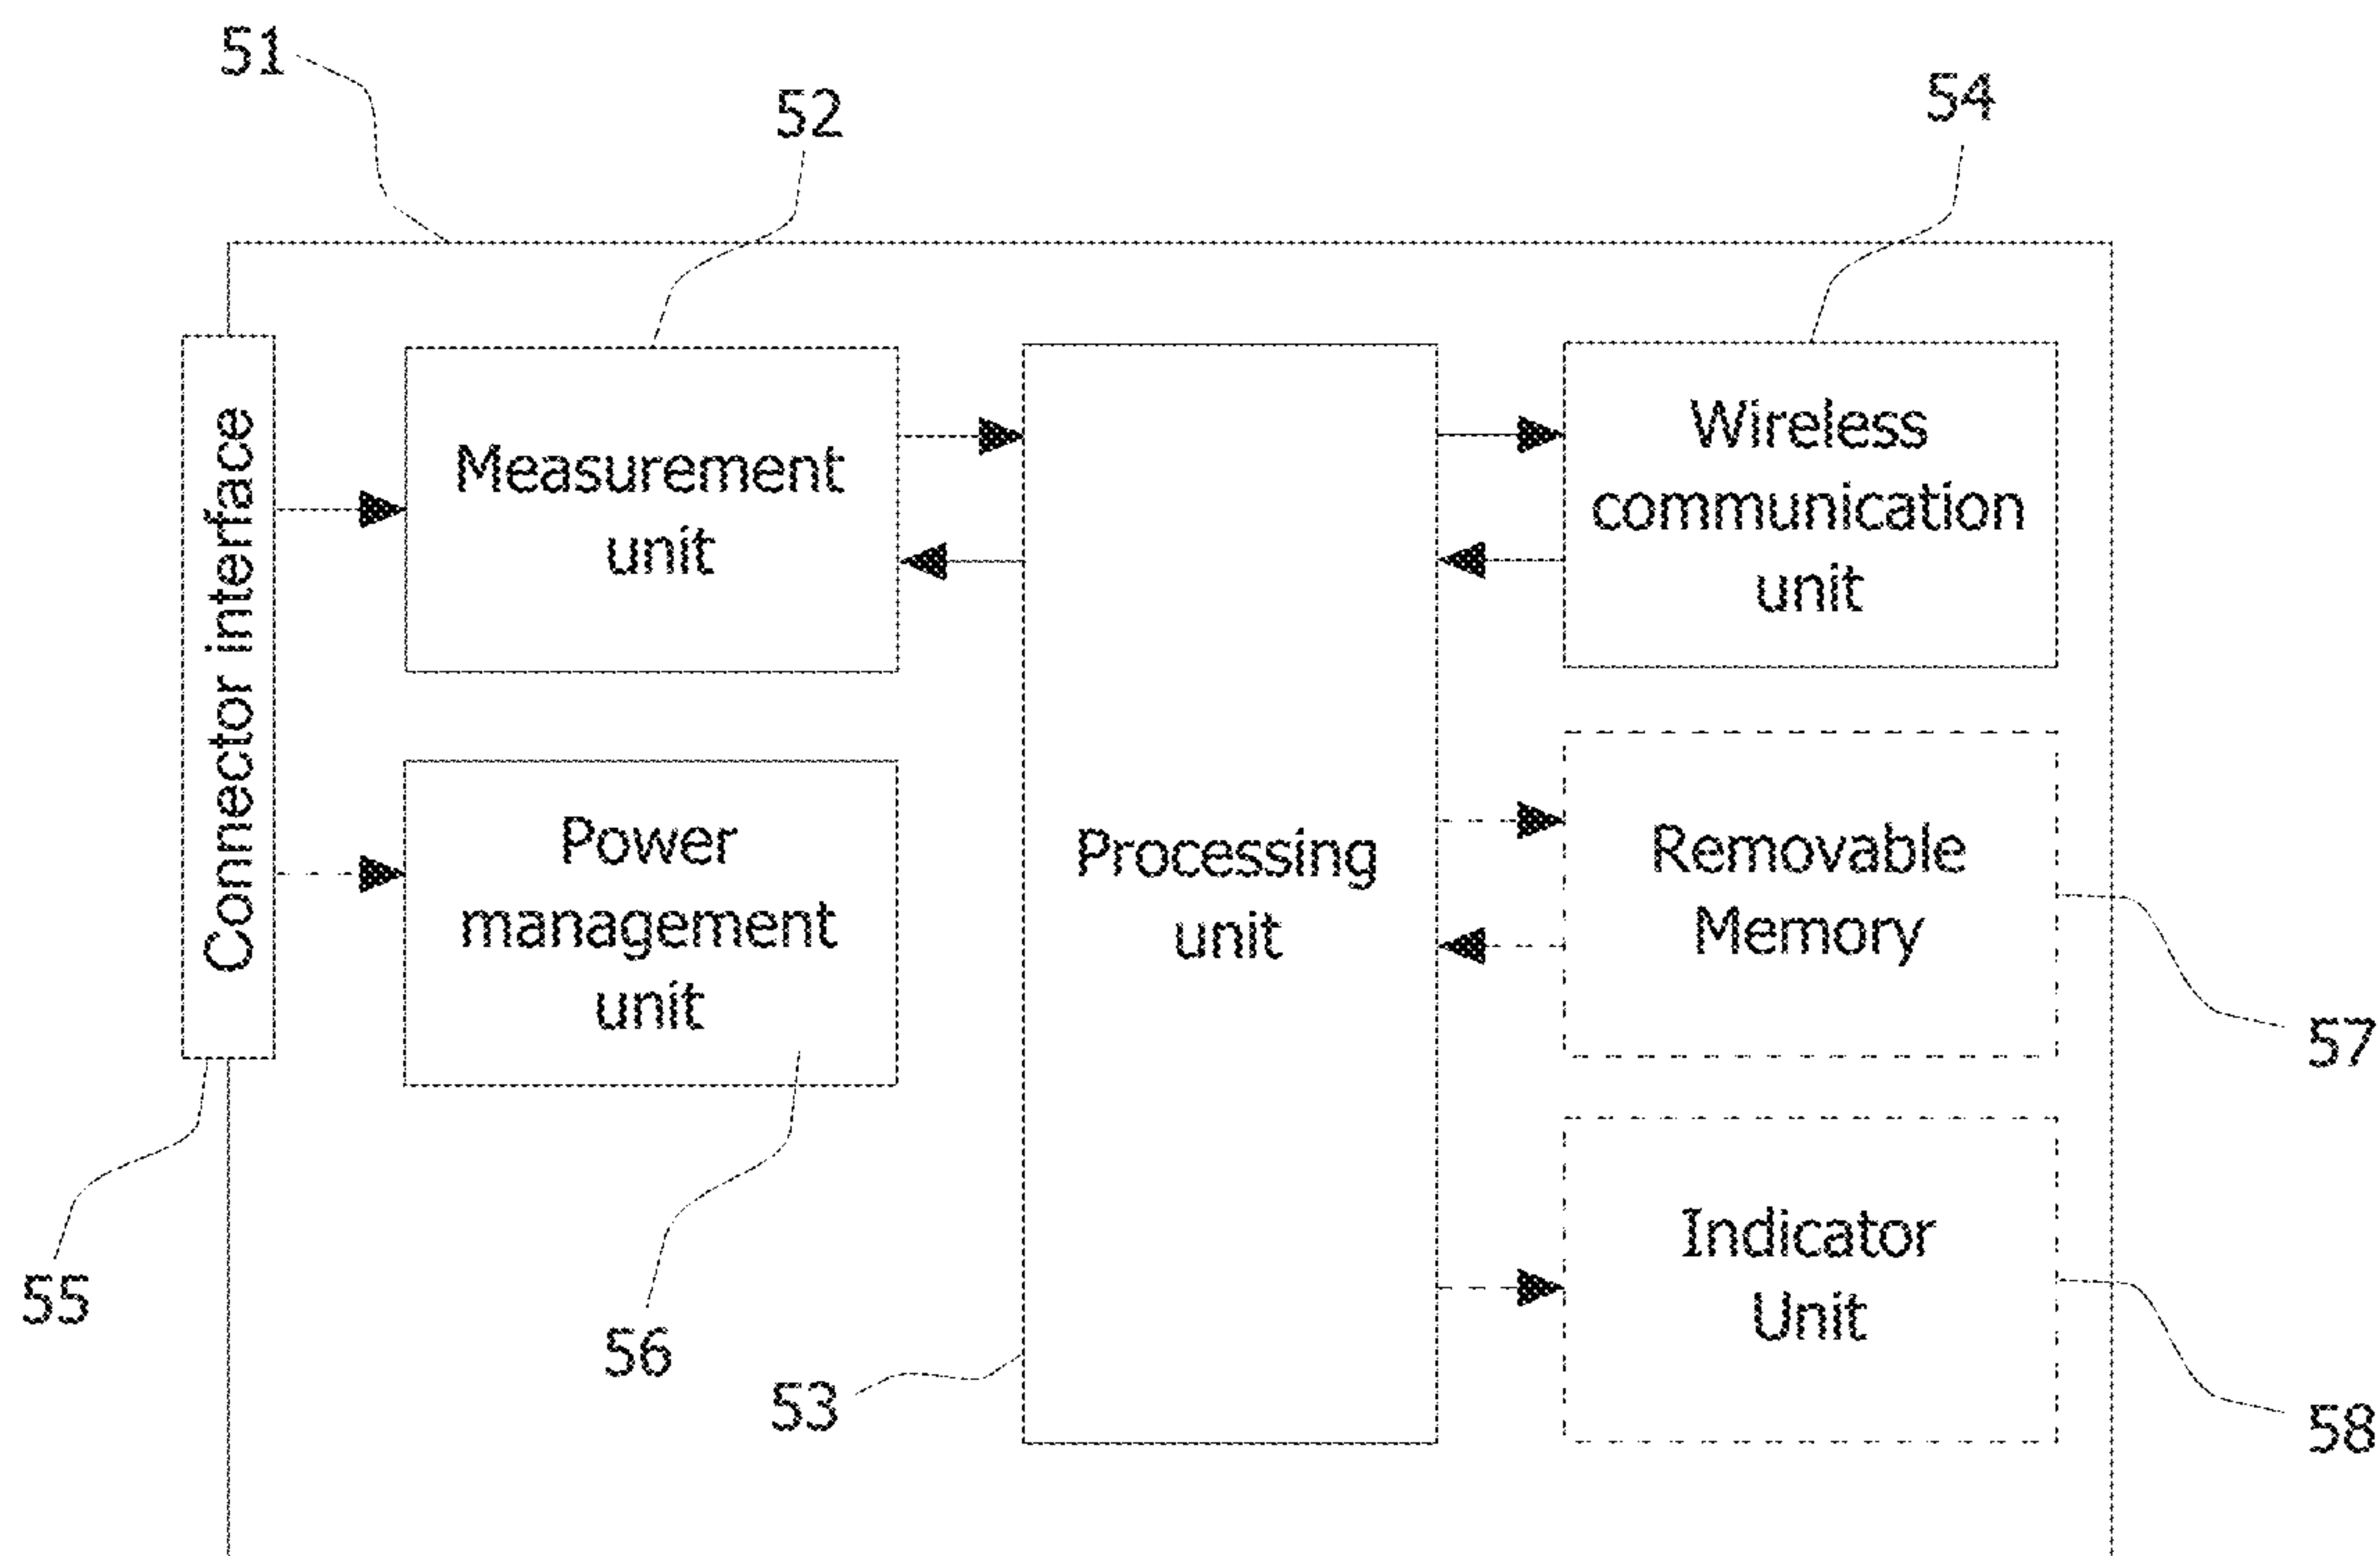 51
52
54
Connector interface
Measurement
unit
Wireless
communication
unit
Power
management
unit
Processing
unit
Removable
Memory
57
Indicator
Unit
55
56
53
58